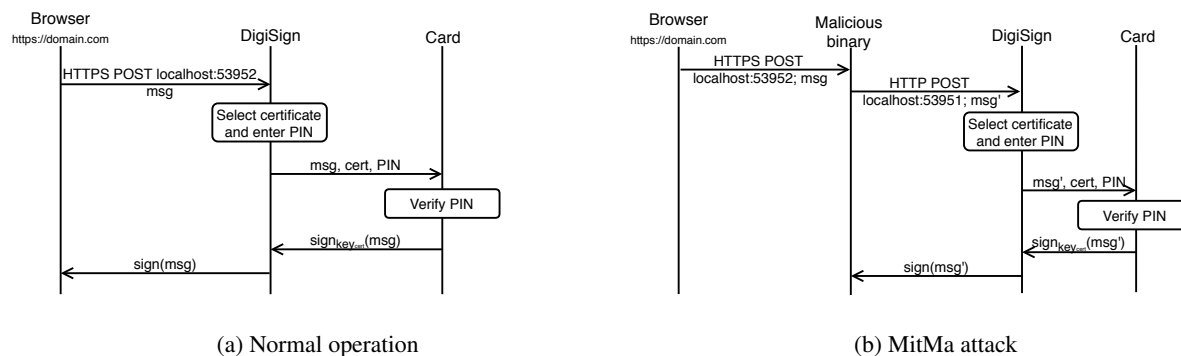 Browser
https://domain.com
DigiSign
Card
HTTPS POST localhost:53952
msg
Select certificate
and enter PIN
msg, cert, PIN
Verify PIN
sign_key_cert(msg)
sign(msg)
(a) Normal operation
Browser
https://domain.com
Malicious
binary
DigiSign
Card
HTTPS POST
localhost:53952; msg
HTTP POST
localhost:53951; msg'
Select certificate
and enter PIN
msg', cert, PIN
Verify PIN
sign_key_cert(msg')
sign(msg')
(b) MitMa attack